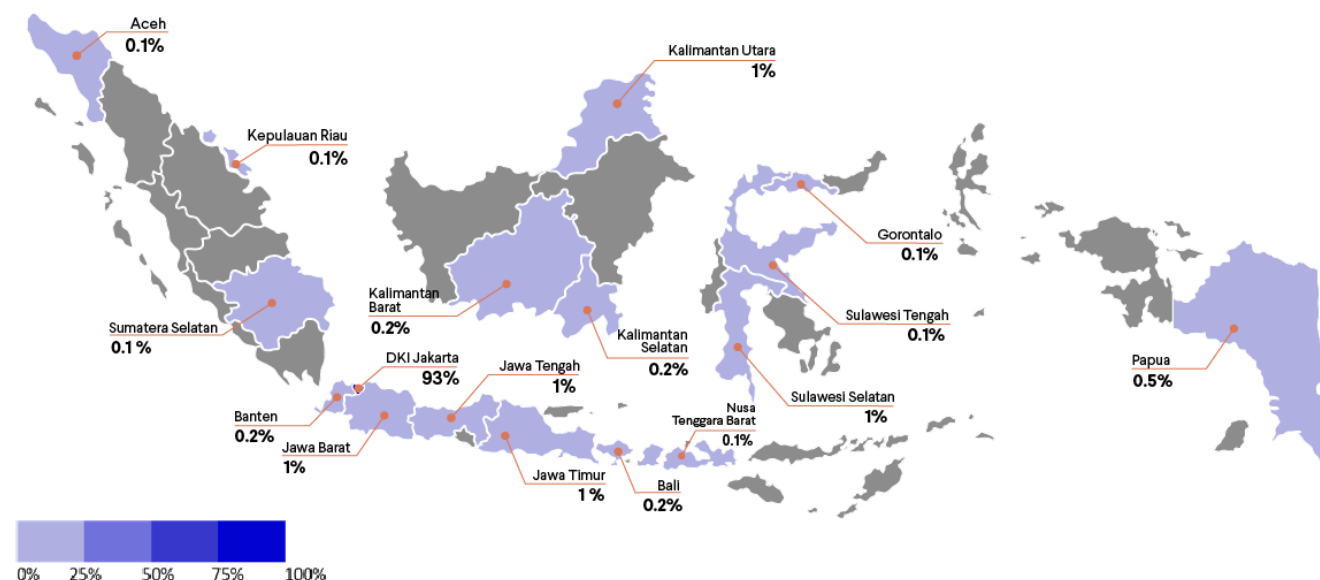 Aceh
0.1%
Kalimantan Utara
1%
Kepulauan Riau
0.1%
Gorontalo
0.1%
Kalimantan
Barat
0.2%
Sulawesi Tengah
0.1%
Sumatera Selatan
0.1 %
Kalimantan
Selatan
0.2%
DKI Jakarta
93%
Jawa Tengah
1%
Papua
0.5%
Sulawesi Selatan
1%
Banten
0.2%
Nusa
Tenggara Barat
0.1%
Jawa Barat
1%
Jawa Timur
1 %
Bali
0.2%
0% 25% 50% 75% 100%